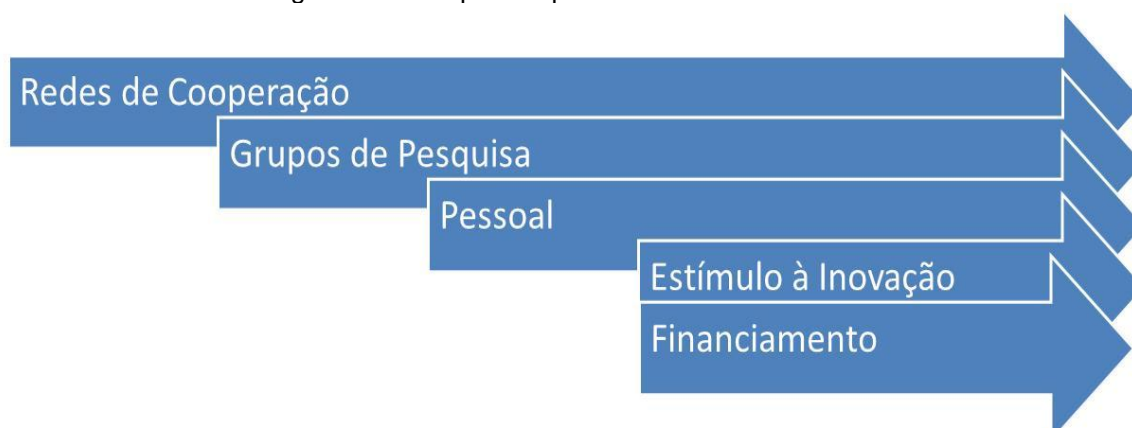 Redes de Cooperação
Grupos de Pesquisa
Pessoal
Estímulo à Inovação
Financiamento